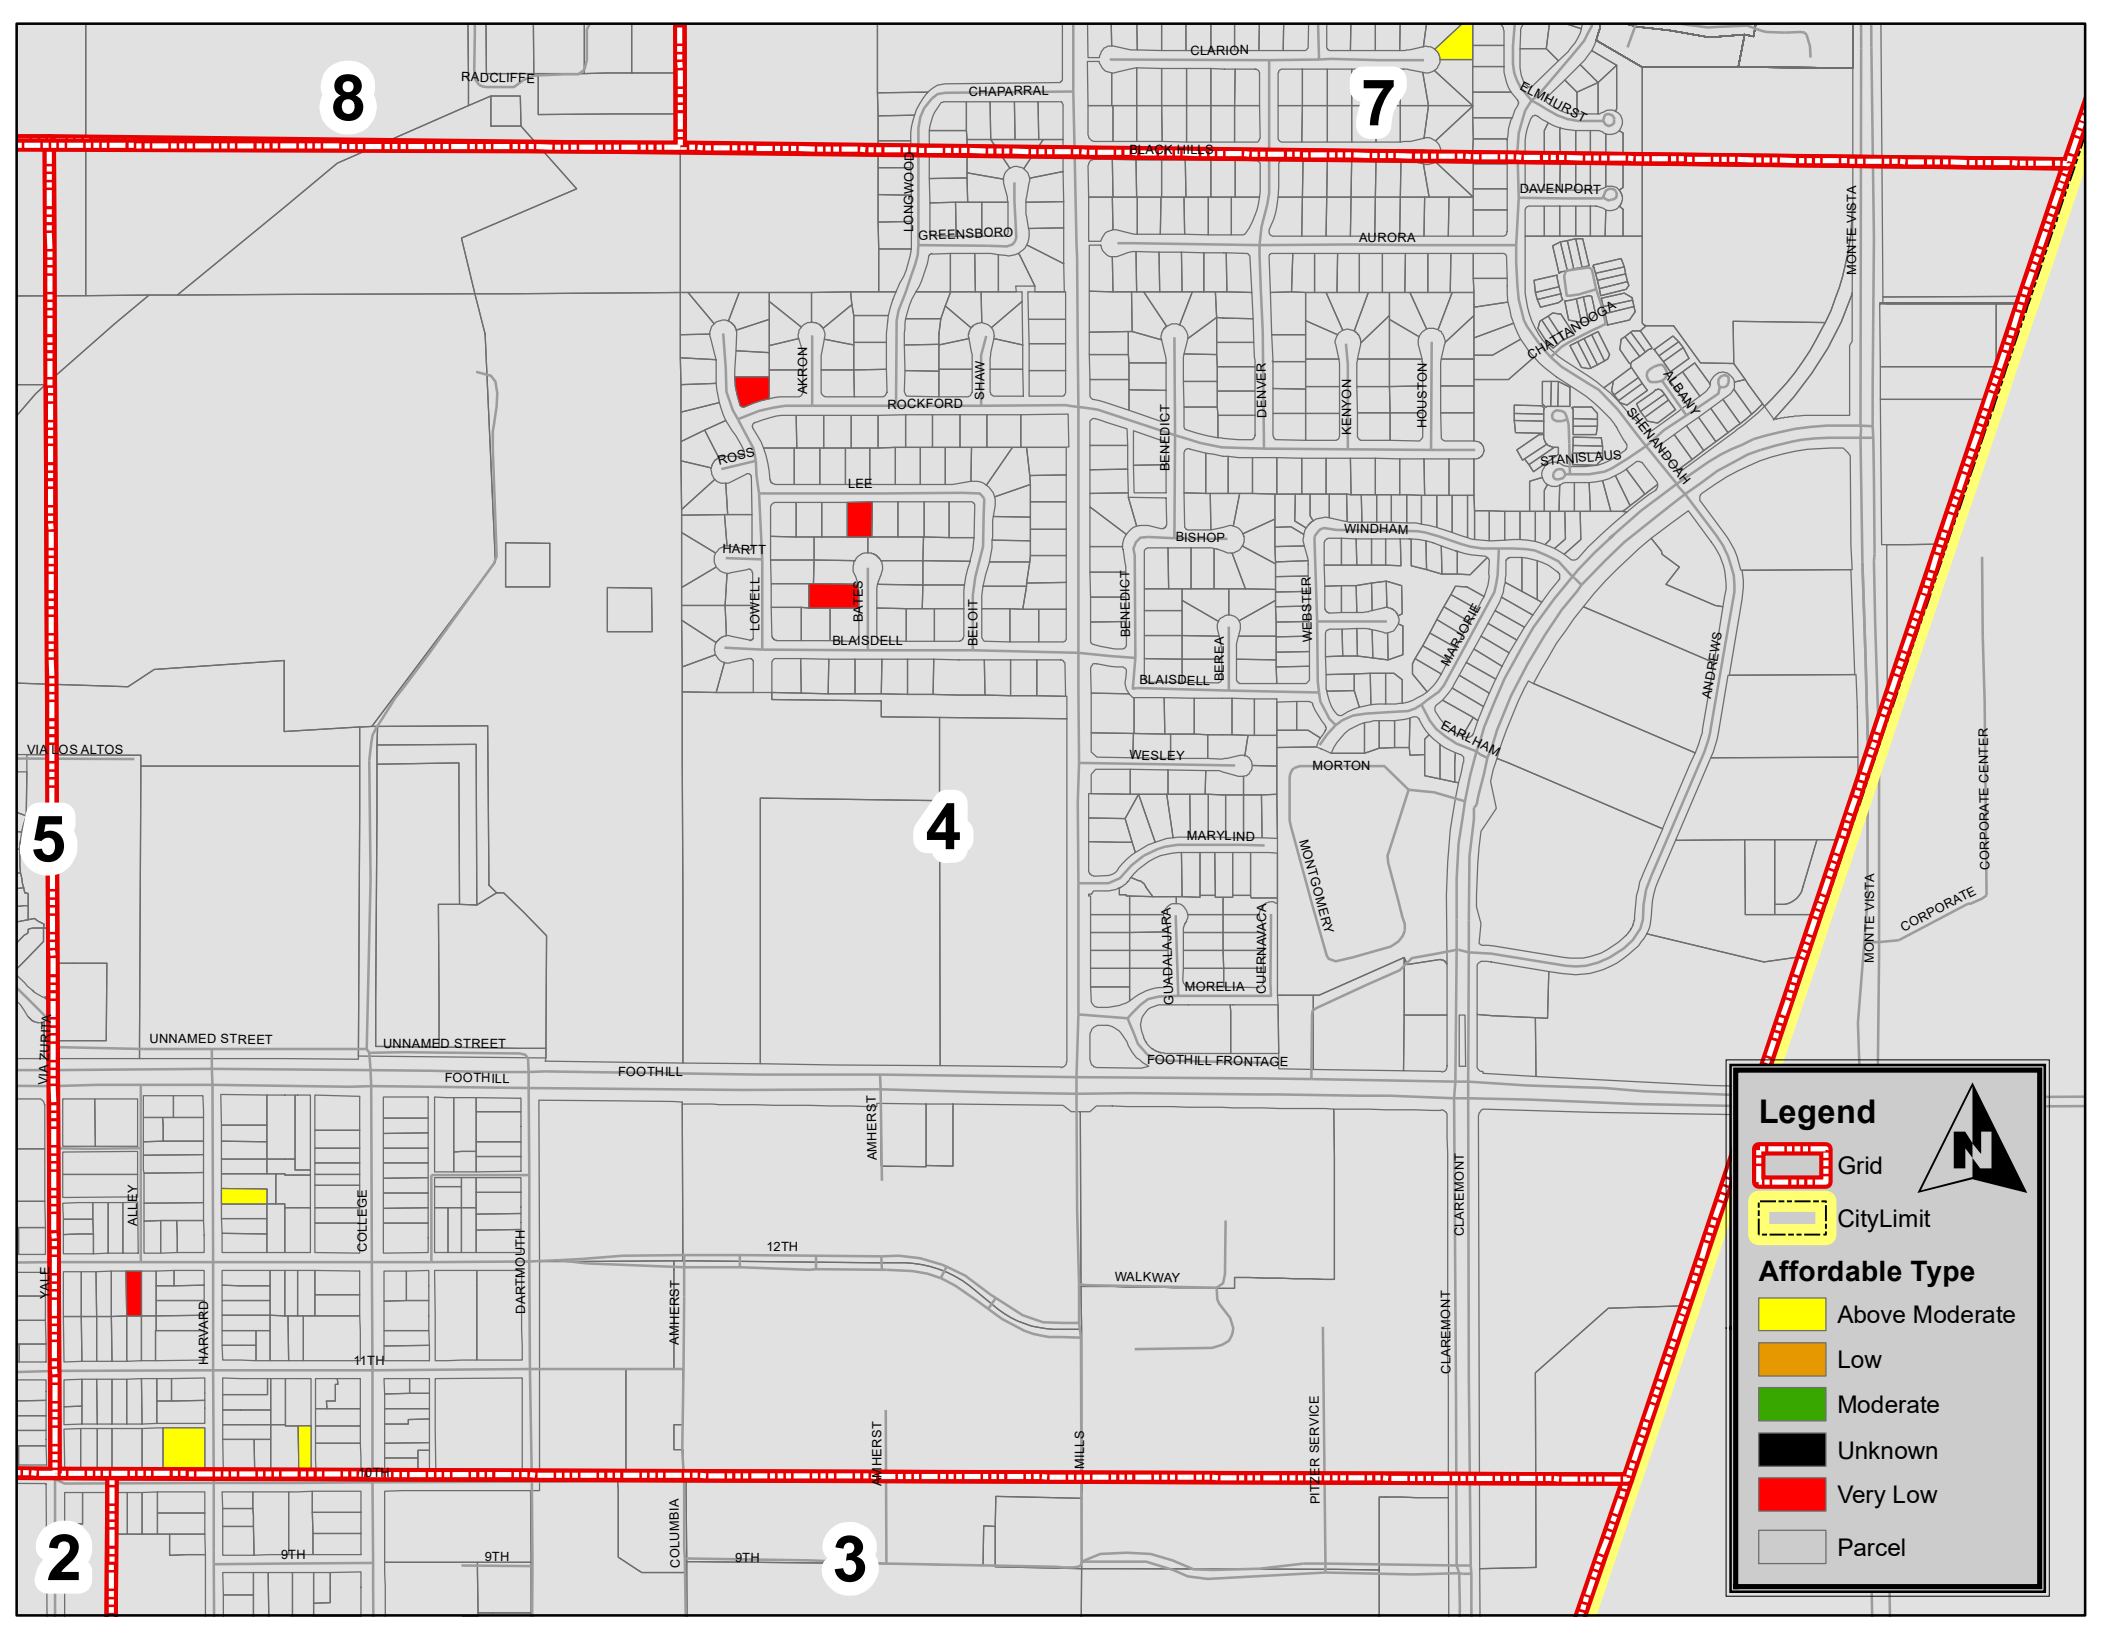 CLARION
RADCLIFFE
8
CHAPARRAL
7
ELMHURST
BLACK HILLS
LONGWOOD
DAVENPORT
MONTE VISTA
GREENSBORO
AURORA
CHATTANOOGA
AKRON
SHAW
DENVER
KENYON
HOUSTON
ALBANY
ROCKFORD
BENEDICT
SHENANDOAH
ROSS
STANISLAUS
LEE
WINDHAM
BISHOP
HARTT
LOWELL
BATES
BELOIT
BENEDICT
WEBSTER
MARJORIE
BLAISDELL
BEREA
ANDREWS
BLAISDELL
EARLHAM
VIA LOS ALTOS
WESLEY
MORTON
CORPORATE CENTER
5
4
MARYLIND
MONTGOMERY
CORPORATE
MONTE VISTA
GUADALAJARA
CUERNAVACA
MORELIA
VIA ZURITA
UNNAMED STREET
UNNAMED STREET
FOOTHILL FRONTAGE
FOOTHILL
FOOTHILL
AMHERST
ALLEY
COLLEGE
CLAREMONT
12TH
DARTMOUTH
YALE
WALKWAY
HARVARD
AMHERST
CLAREMONT
11TH
AMHERST
MILLS
PITZER SERVICE
10TH
COLUMBIA
2
9TH
9TH
9TH
3
Legend
N
Grid
CityLimit
Affordable Type
Above Moderate
Low
Moderate
Unknown
Very Low
Parcel